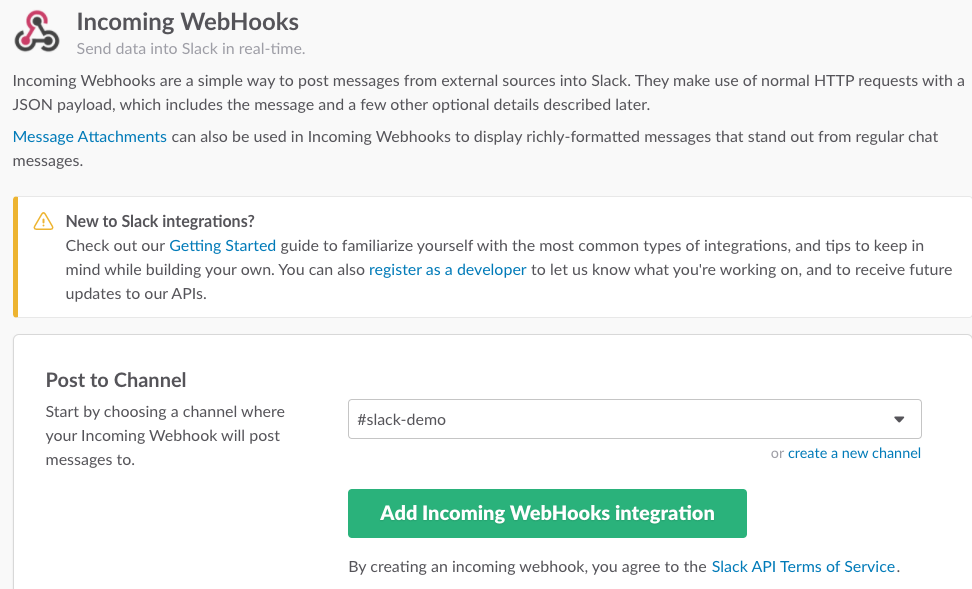 Incoming WebHooks
Send data into Slack in real-time.
Incoming Webhooks are a simple way to post messages from external sources into Slack. They make use of normal HTTP requests with a
JSON payload, which includes the message and a few other optional details described later.
Message Attachments can also be used in Incoming Webhooks to display richly-formatted messages that stand out from regular chat
messages.
New to Slack integrations?
Check out our Getting Started guide to familiarize yourself with the most common types of integrations, and tips to keep in
mind while building your own. You can also register as a developer to let us know what you're working on, and to receive future
updates to our APIs.
Post to Channel
Start by choosing a channel where
your Incoming Webhook will post
messages to.
#slack-demo
or create a new channel
Add Incoming WebHooks integration
By creating an incoming webhook, you agree to the Slack API Terms of Service.